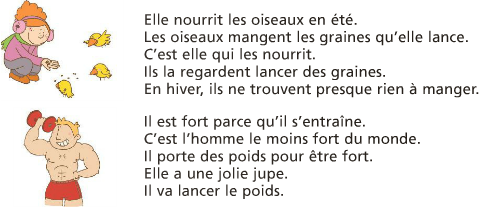 Elle nourrit les oiseaux en été.
Les oiseaux mangent les graines qu'elle lance.
C'est elle qui les nourrit.
Ils la regardent lancer des graines.
En hiver, ils ne trouvent presque rien à manger.
Il est fort parce qu'il s'entraîne.
C'est l'homme le moins fort du monde.
Il porte des poids pour être fort.
Elle a une jolie jupe.
Il va lancer le poids.